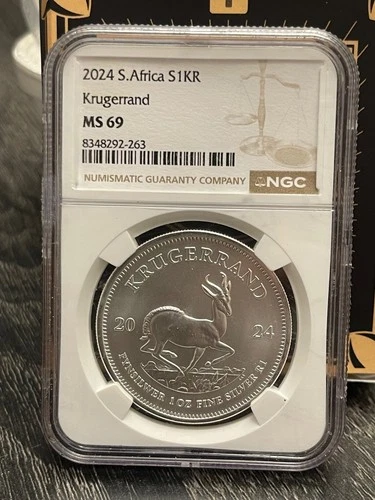 2024 S.Africa S1KR
Krugerrand
MS 69
8348292-263
NUMISMATIC GUARANTY COMPANY NGC
KRUGERRAND
20 24
FYNSILWER 1 OZ FINE SILVER R1